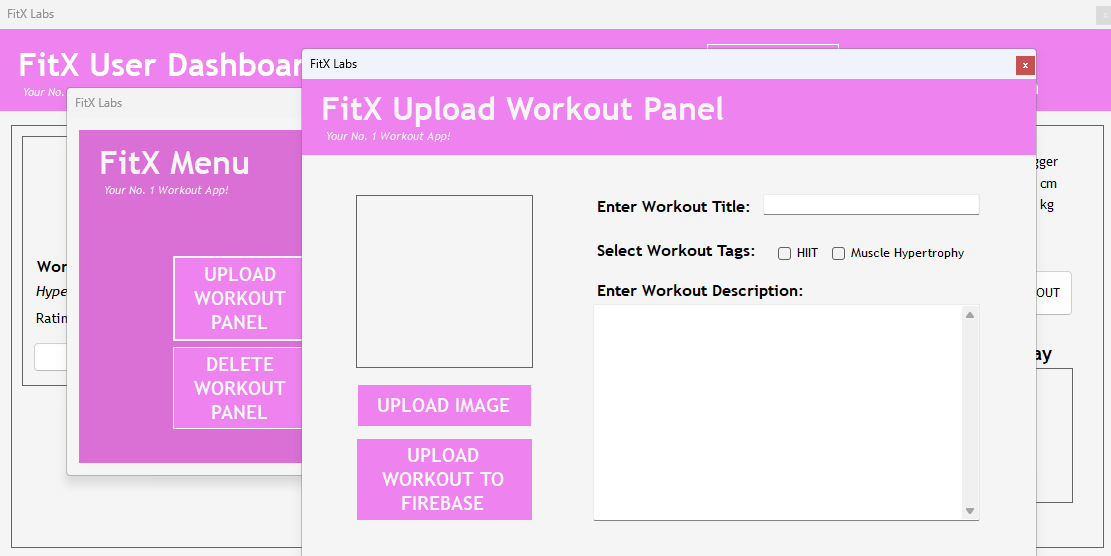 FitX Labs
FitX User Dashboar
Your No.
FitX Labs
FitX Menu
Your No. 1 Workout App!
UPLOAD
WORKOUT
PANEL
DELETE
WORKOUT
PANEL
Wor
Hype
Ratin
FitX Labs
x
FitX Upload Workout Panel
Your No. 1 Workout App!
UPLOAD IMAGE
UPLOAD
WORKOUT TO
FIREBASE
Enter Workout Title:
Select Workout Tags: HIIT Muscle Hypertrophy
Enter Workout Description:
gger
cm
kg
OUT
ay